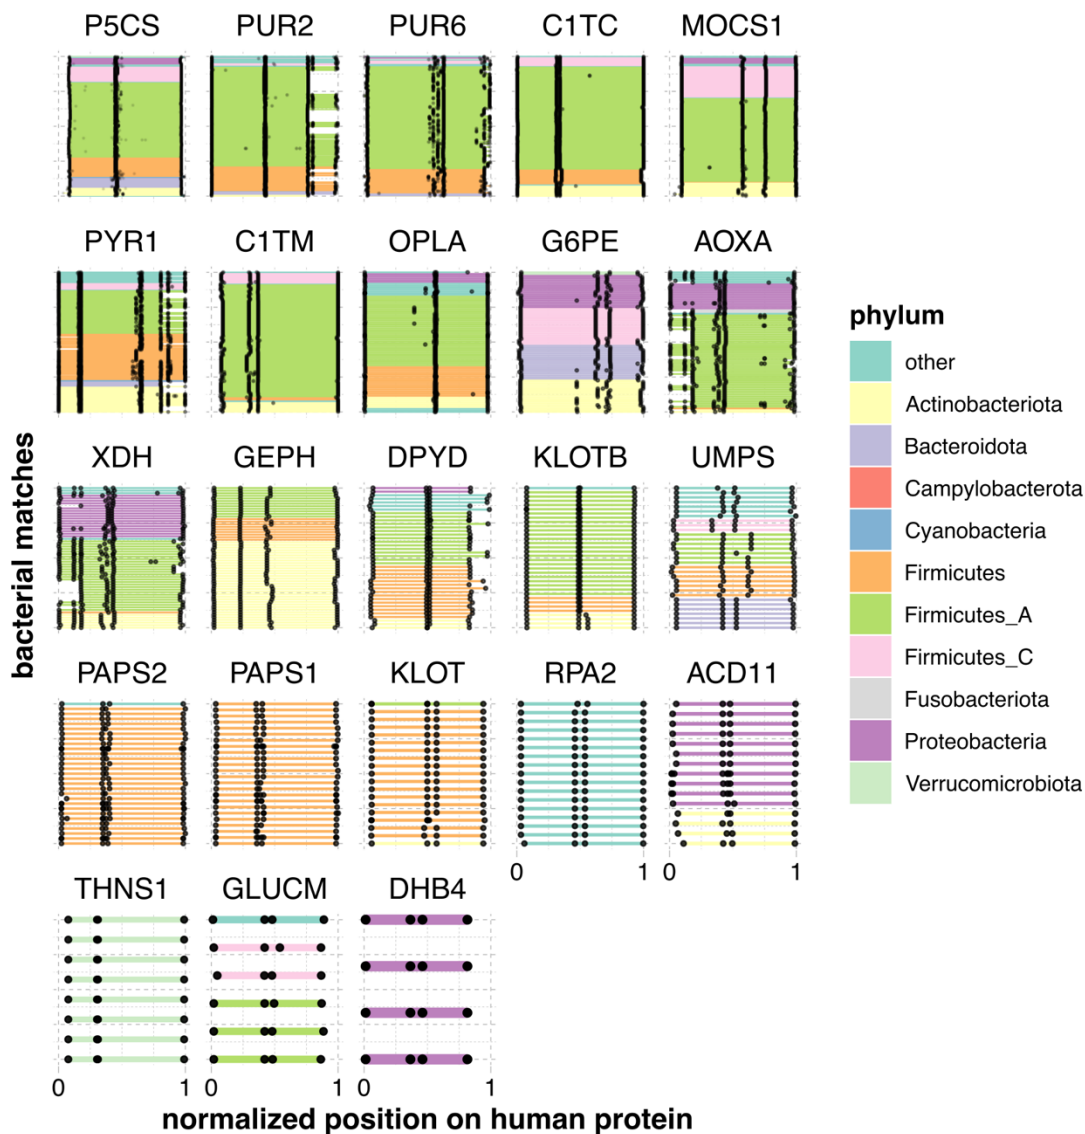 P5CS PUR2 PUR6 C1TC MOCS1
PYR1 C1TM OPLA G6PE AOXA
XDH GEPH DPYD KLOTB UMPS
PAPS2 PAPS1 KLOT RPA2 ACD11
0 1 0 1
THNS1 GLUCM DHB4
0 1 0 1 0 1
normalized position on human protein
bacterial matches
phylum
other
Actinobacteriota
Bacteroidota
Campylobacterota
Cyanobacteria
Firmicutes
Firmicutes_A
Firmicutes_C
Fusobacteriota
Proteobacteria
Verrucomicrobiota